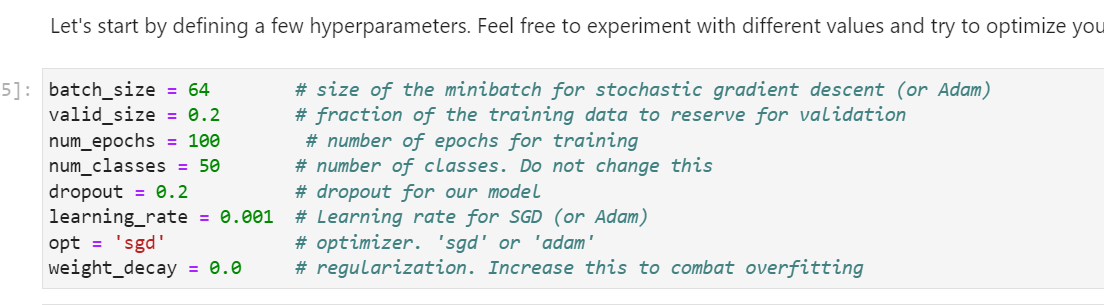 Let's start by defining a few hyperparameters. Feel free to experiment with different values and try to optimize you
5]: batch_size = 64 # size of the minibatch for stochastic gradient descent (or Adam)
valid_size = 0.2 # fraction of the training data to reserve for validation
num_epochs = 100 # number of epochs for training
num_classes = 50 # number of classes. Do not change this
dropout = 0.2 # dropout for our model
learning_rate = 0.001 # Learning rate for SGD (or Adam)
opt = 'sgd' # optimizer. 'sgd' or 'adam'
weight_decay = 0.0 # regularization. Increase this to combat overfitting